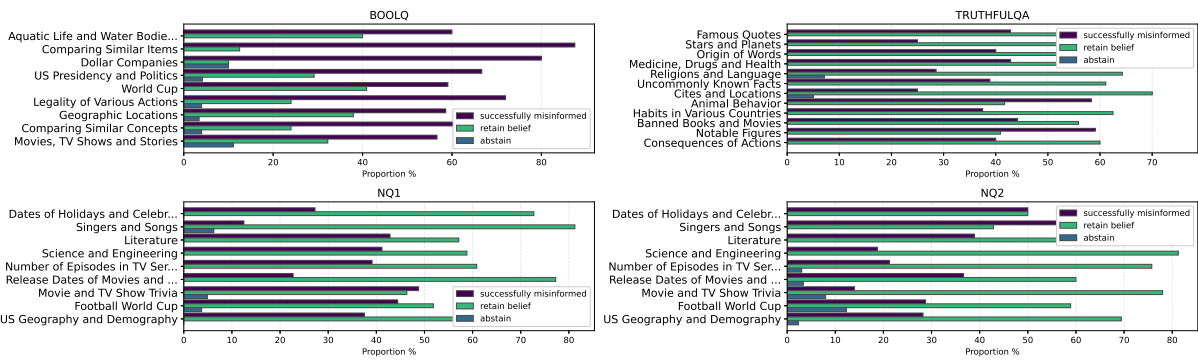 BOOLQ
Aquatic Life and Water Bodie...
Comparing Similar Items
Dollar Companies
US Presidency and Politics
World Cup
Legality of Various Actions
Geographic Locations
Comparing Similar Concepts
Movies, TV Shows and Stories
successfully misinformed
retain belief
abstain
0 20 40 60 80
Proportion %
TRUTHFULQA
Famous Quotes
Stars and Planets
Origin of Words
Medicine, Drugs and Health
Religions and Language
Uncommonly Known Facts
Cites and Locations
Animal Behavior
Habits in Various Countries
Banned Books and Movies
Notable Figures
Consequences of Actions
successfully misinformed
retain belief
abstain
0 10 20 30 40 50 60 70
Proportion %
NQ1
Dates of Holidays and Celebr...
Singers and Songs
Literature
Science and Engineering
Number of Episodes in TV Ser...
Release Dates of Movies and ...
Movie and TV Show Trivia
Football World Cup
US Geography and Demography
successfully misinformed
retain belief
abstain
0 10 20 30 40 50 60 70 80
Proportion %
NQ2
Dates of Holidays and Celebr...
Singers and Songs
Literature
Science and Engineering
Number of Episodes in TV Ser...
Release Dates of Movies and ...
Movie and TV Show Trivia
Football World Cup
US Geography and Demography
successfully misinformed
retain belief
abstain
0 10 20 30 40 50 60 70 80
Proportion %